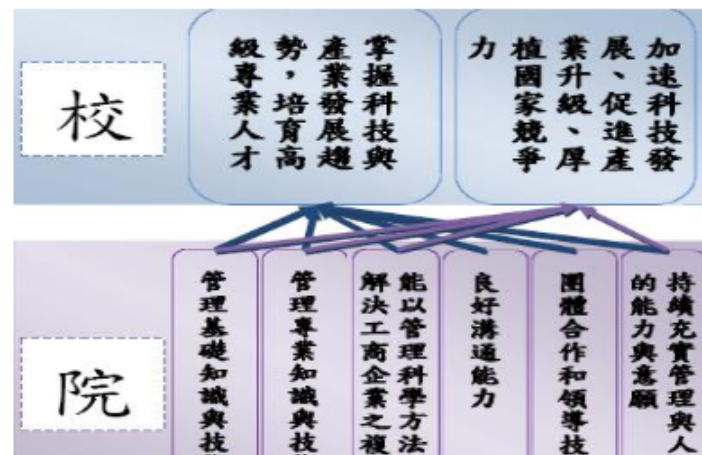 校
掌握科技與
產業發展趨
勢，培育高
級專業人才
加速科技發
展、促進產
業升級、厚
植國家競爭
力
院
管理基礎知識與技
管理專業知識與技
能以管理科學方法
解決工商企業之複
良好溝通能力
團體合作和領導技
持續充實管理與人
的能力與意願